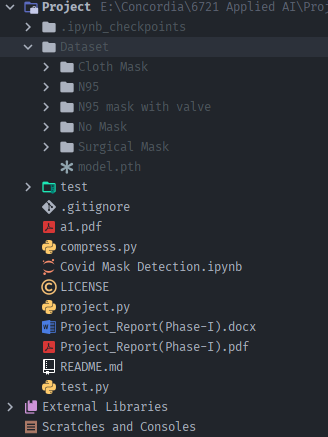 Project E:\Concordia\6721 Applied AI\Proj
.ipynb_checkpoints
Dataset
Cloth Mask
N95
N95 mask with valve
No Mask
Surgical Mask
model.pth
test
.gitignore
a1.pdf
compress.py
Covid Mask Detection.ipynb
LICENSE
project.py
Project_Report(Phase-I).docx
Project_Report(Phase-I).pdf
README.md
test.py
External Libraries
Scratches and Consoles